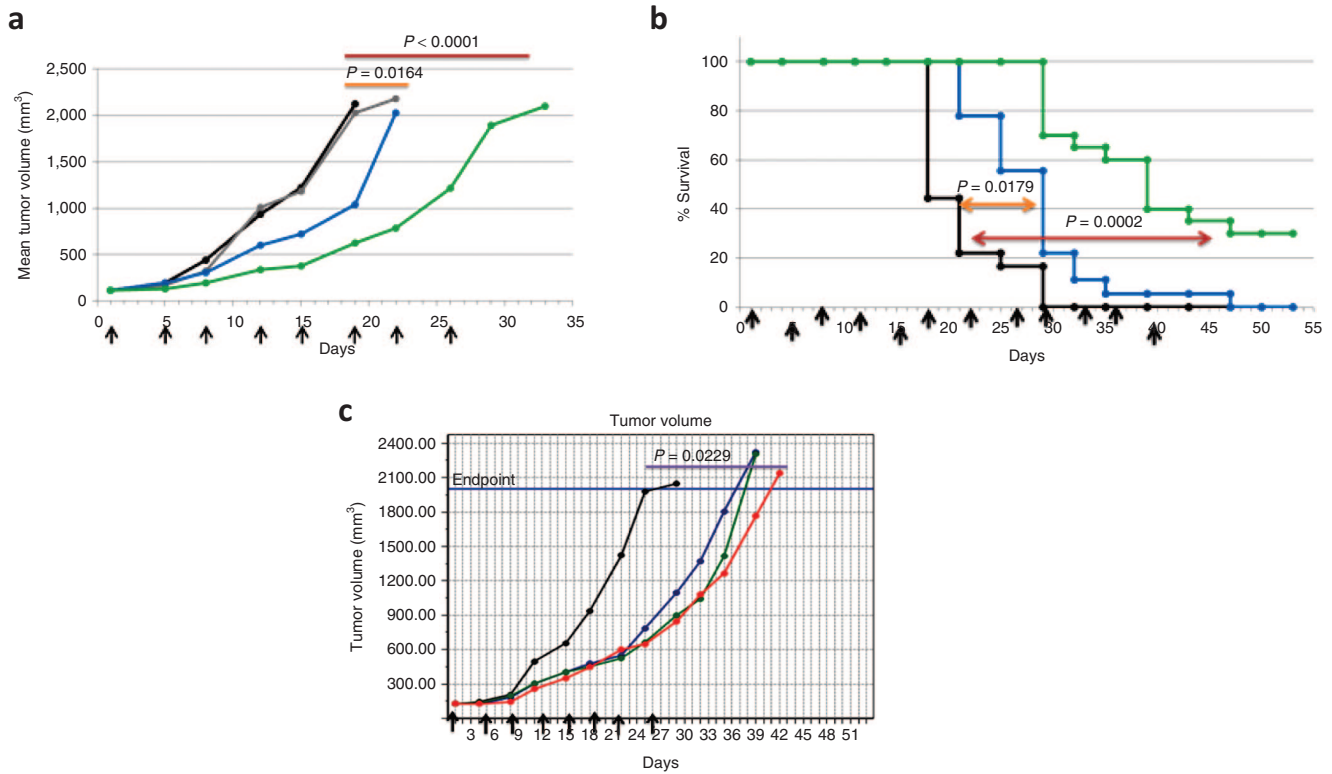 a
P < 0.0001
P = 0.0164
Mean tumor volume (mm³)
2,500
2,000
1,500
1,000
500
0
0 5 10 15 20 25 30 35
Days
b
% Survival
100
80
60
40
20
0
P = 0.0179
P = 0.0002
0 5 10 15 20 25 30 35 40 45 50 55
Days
c
Tumor volume
Tumor volume (mm³)
2400.00
2100.00
1800.00
1500.00
1200.00
900.00
600.00
300.00
P = 0.0229
Endpoint
3 6 9 12 15 18 21 24 27 30 33 36 39 42 45 48 51
Days